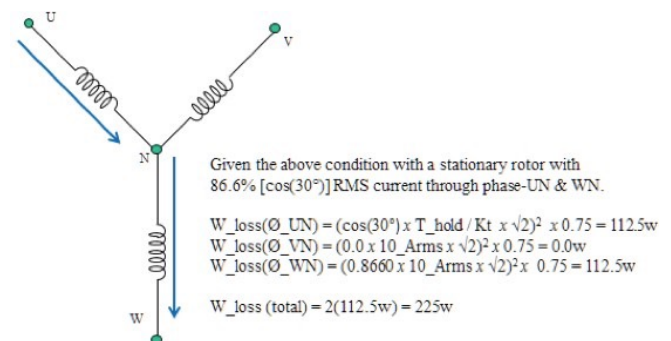 U
V
N
Given the above condition with a stationary rotor with
86.6% [cos(30°)] RMS current through phase-UN & WN.
W_loss(Ø_UN) = (cos(30°) x T_hold / Kt x √2)² x 0.75 = 112.5w
W_loss(Ø_VN) = (0.0 x 10_Arms x √2)² x 0.75 = 0.0w
W_loss(Ø_WN) = (0.8660 x 10_Arms x √2)² x 0.75 = 112.5w
W_loss (total) = 2(112.5w) = 225w
W